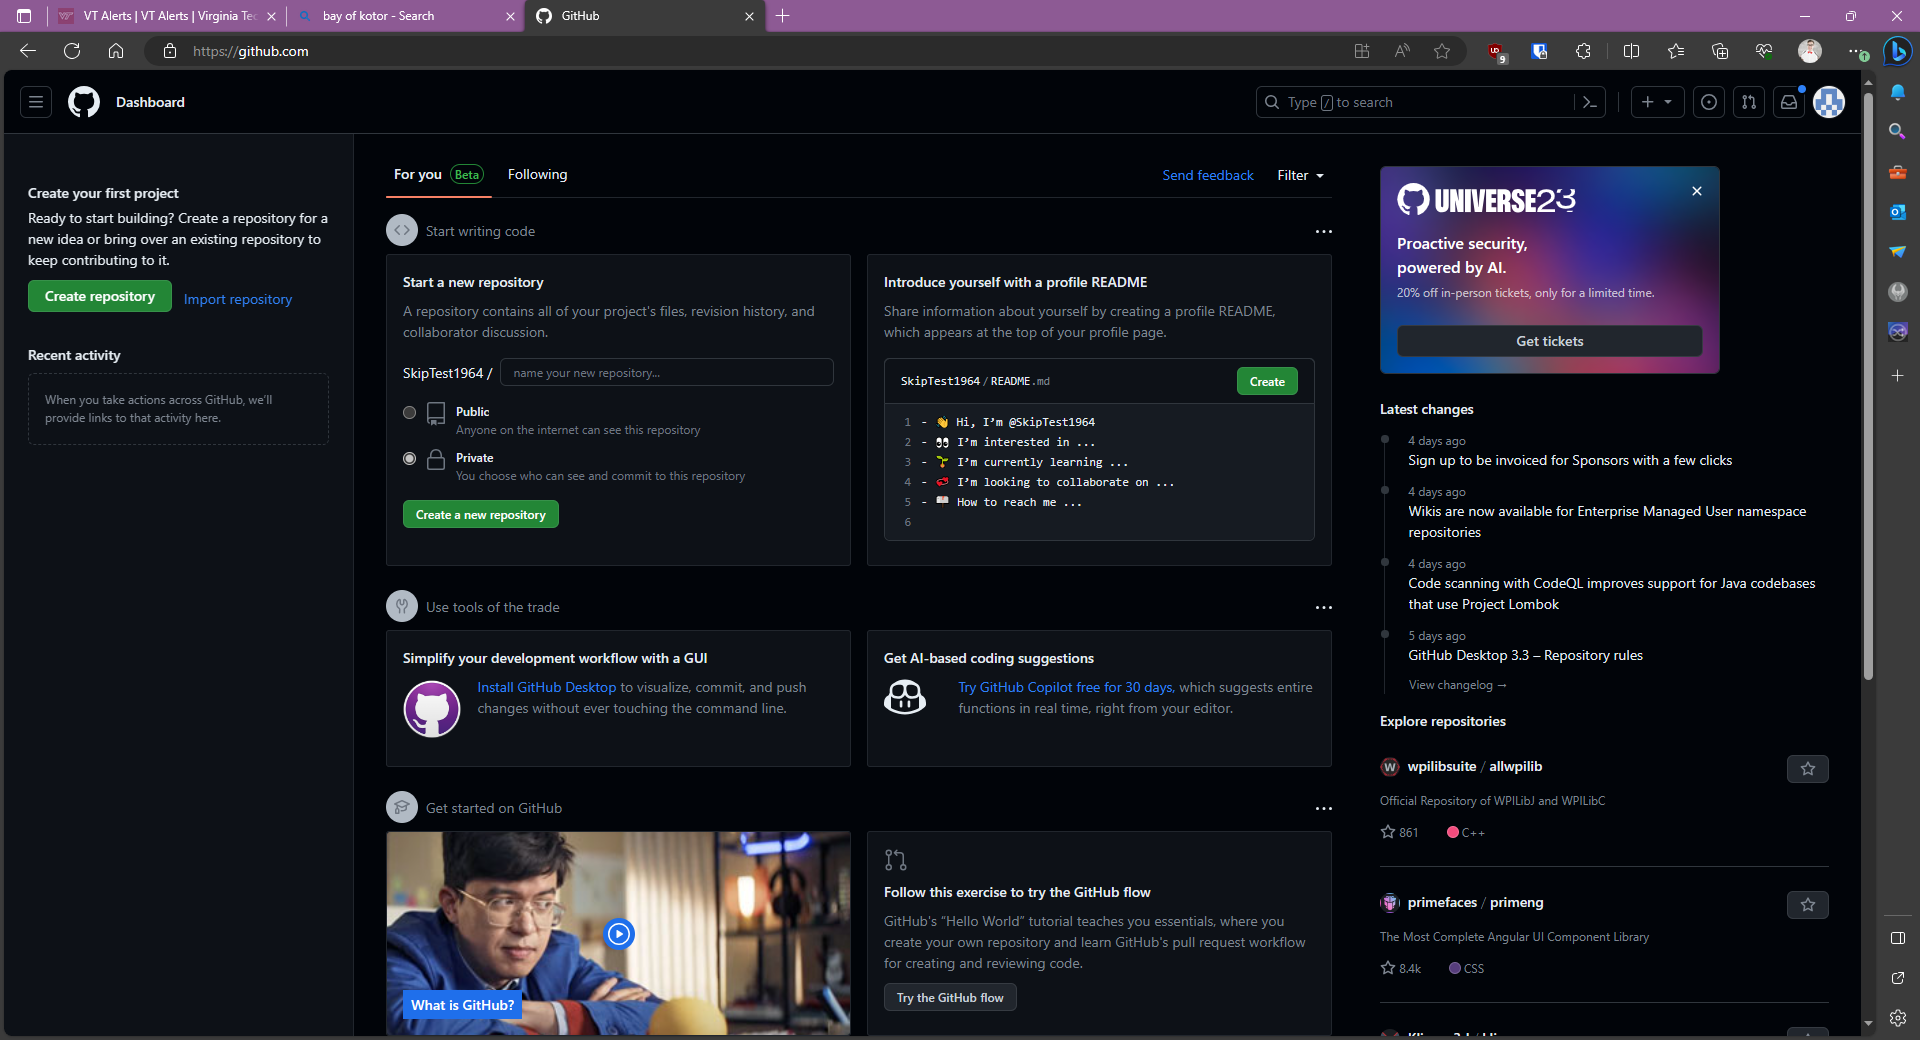 VT Alerts | VT Alerts | Virginia Tec
bay of kotor - Search
GitHub
https://github.com
9
1
Dashboard
Type / to search
Create your first project
Ready to start building? Create a repository for a
new idea or bring over an existing repository to
keep contributing to it.
Create repository
Import repository
Recent activity
When you take actions across GitHub, we'll
provide links to that activity here.
For you Beta
Following
Send feedback
Filter
Start writing code
Start a new repository
A repository contains all of your project's files, revision history, and
collaborator discussion.
SkipTest1964 /
name your new repository...
Public
Anyone on the internet can see this repository
Private
You choose who can see and commit to this repository
Create a new repository
Introduce yourself with a profile README
Share information about yourself by creating a profile README,
which appears at the top of your profile page.
SkipTest1964 / README.md
Create
1 - 👋 Hi, I'm @SkipTest1964
2 - 👀 I'm interested in ...
3 - 🌱 I'm currently learning ...
4 - 💞️ I'm looking to collaborate on ...
5 - 📫 How to reach me ...
6
Use tools of the trade
Simplify your development workflow with a GUI
Install GitHub Desktop to visualize, commit, and push
changes without ever touching the command line.
Get AI-based coding suggestions
Try GitHub Copilot free for 30 days, which suggests entire
functions in real time, right from your editor.
Get started on GitHub
What is GitHub?
Follow this exercise to try the GitHub flow
GitHub's "Hello World" tutorial teaches you essentials, where you
create your own repository and learn GitHub's pull request workflow
for creating and reviewing code.
Try the GitHub flow
UNIVERSE23
Proactive security,
powered by AI.
20% off in-person tickets, only for a limited time.
Get tickets
Latest changes
4 days ago
Sign up to be invoiced for Sponsors with a few clicks
4 days ago
Wikis are now available for Enterprise Managed User namespace
repositories
4 days ago
Code scanning with CodeQL improves support for Java codebases
that use Project Lombok
5 days ago
GitHub Desktop 3.3 – Repository rules
View changelog →
Explore repositories
W
wpilibsuite / allwpilib
Official Repository of WPILibJ and WPILibC
861
C++
primefaces / primeng
The Most Complete Angular UI Component Library
8.4k
CSS